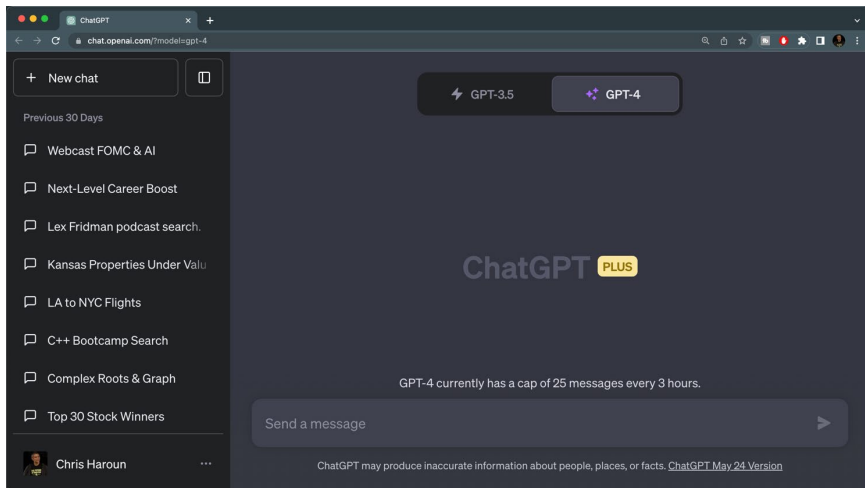 ChatGPT
chat.openai.com/?model=gpt-4
New chat
Previous 30 Days
Webcast FOMC & AI
Next-Level Career Boost
Lex Fridman podcast search.
Kansas Properties Under Valu
LA to NYC Flights
C++ Bootcamp Search
Complex Roots & Graph
Top 30 Stock Winners
Chris Haroun
GPT-3.5
GPT-4
ChatGPT PLUS
GPT-4 currently has a cap of 25 messages every 3 hours.
Send a message
ChatGPT may produce inaccurate information about people, places, or facts. ChatGPT May 24 Version